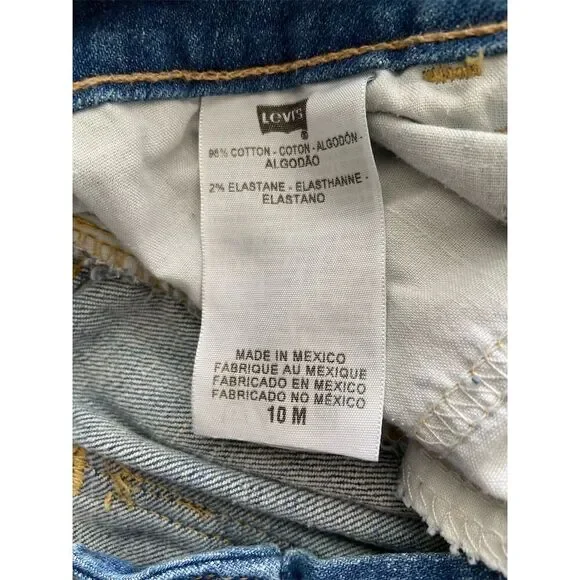 Levi's
®
98% COTTON - COTON - ALGODÓN -
ALGODÃO
2% ELASTANE - ELASTHANNE -
ELASTANO
MADE IN MEXICO
FABRIQUE AU MEXIQUE
FABRICADO EN MEXICO
FABRICADO NO MÉXICO
10 M